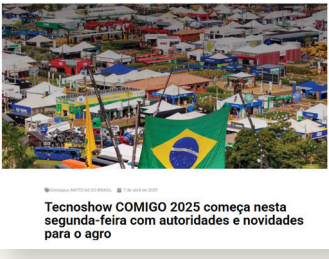 Destaque, NOTÍCIAS DO BRASIL 7 de abril de 2025
Tecnoshow COMIGO 2025 começa nesta
segunda-feira com autoridades e novidades
para o agro